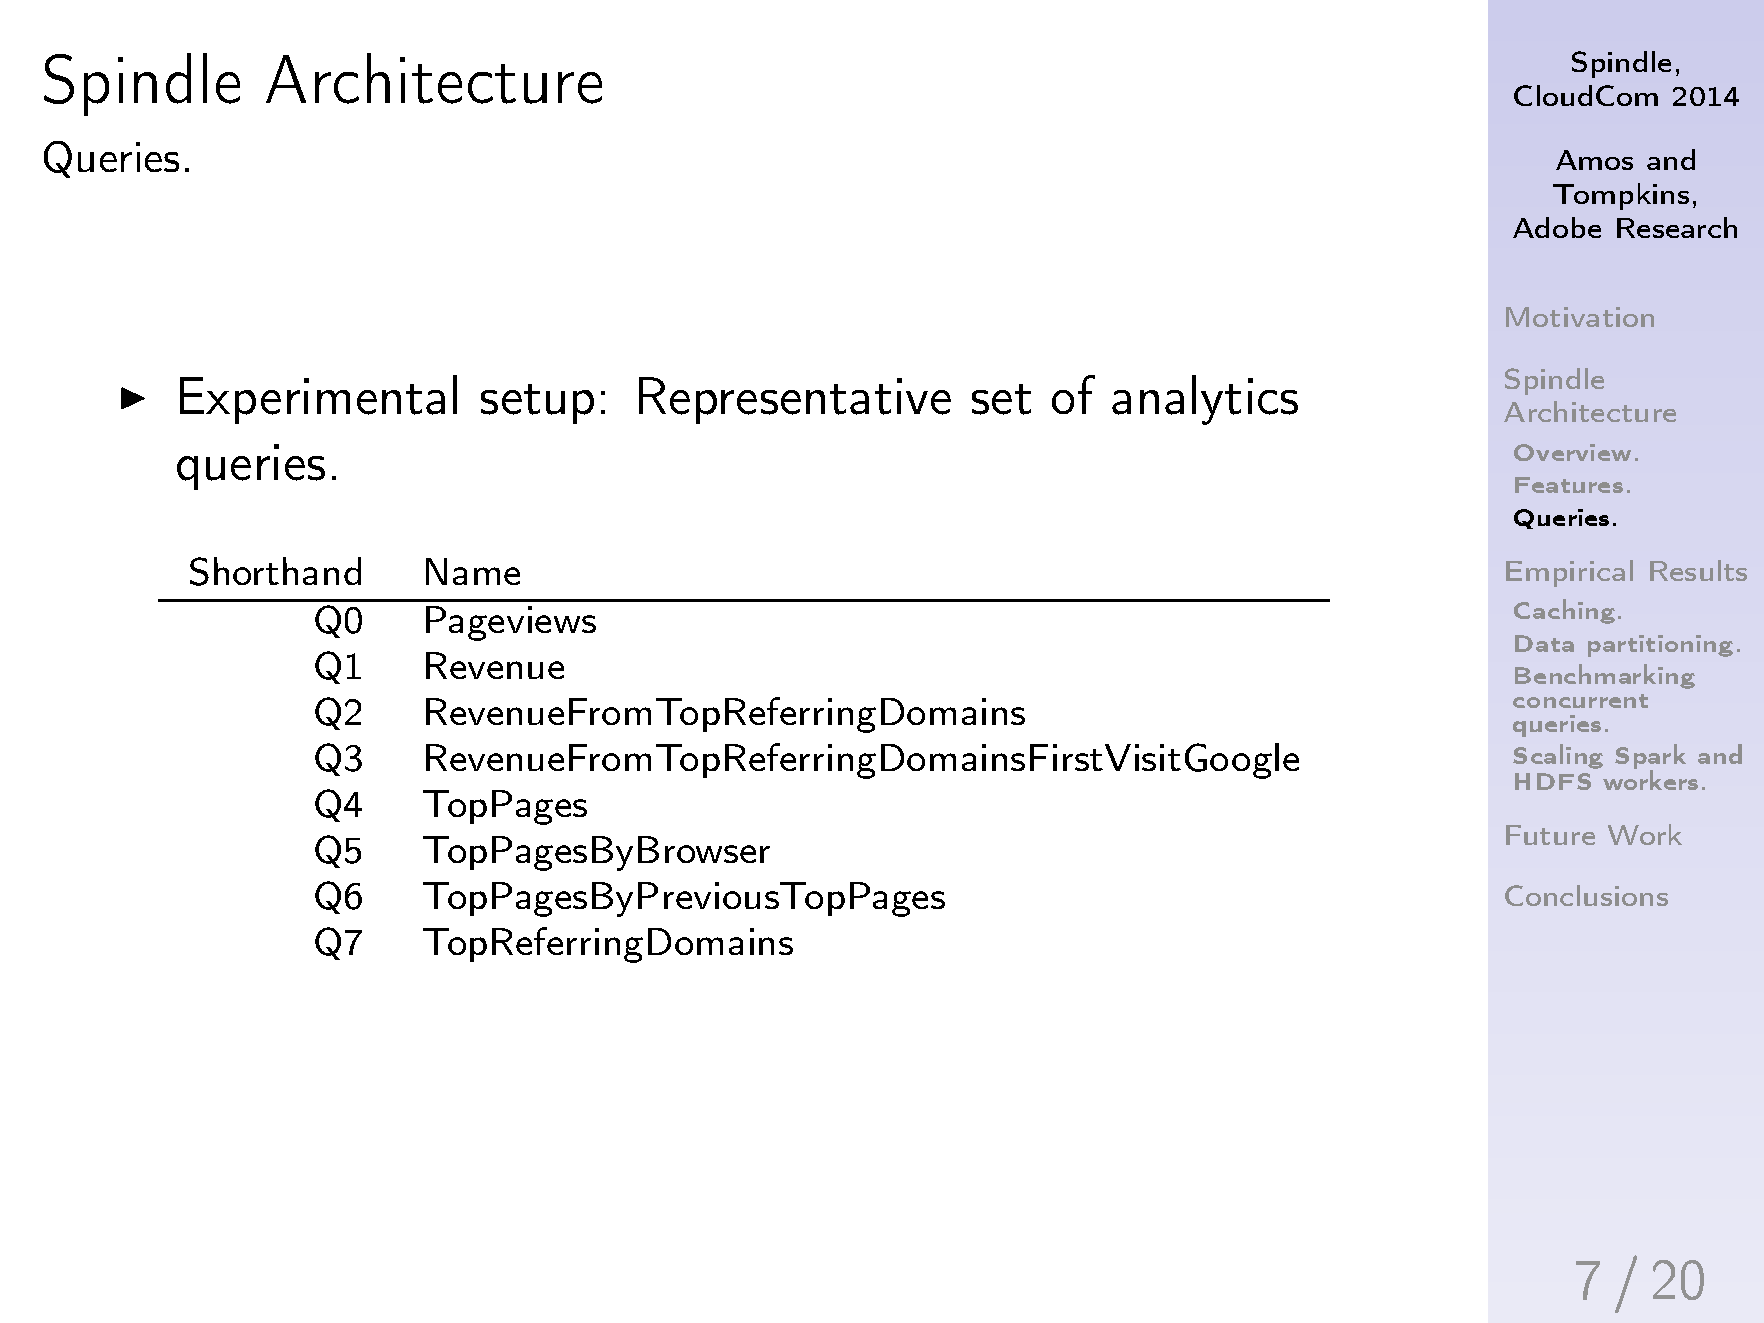 Spindle Architecture
Queries.
► Experimental setup: Representative set of analytics
queries.
Shorthand Name
Q0 Pageviews
Q1 Revenue
Q2 RevenueFromTopReferringDomains
Q3 RevenueFromTopReferringDomainsFirstVisitGoogle
Q4 TopPages
Q5 TopPagesByBrowser
Q6 TopPagesByPreviousTopPages
Q7 TopReferringDomains
Spindle,
CloudCom 2014
Amos and
Tompkins,
Adobe Research
Motivation
Spindle
Architecture
Overview.
Features.
Queries.
Empirical Results
Caching.
Data partitioning.
Benchmarking
concurrent
queries.
Scaling Spark and
HDFS workers.
Future Work
Conclusions
7 / 20